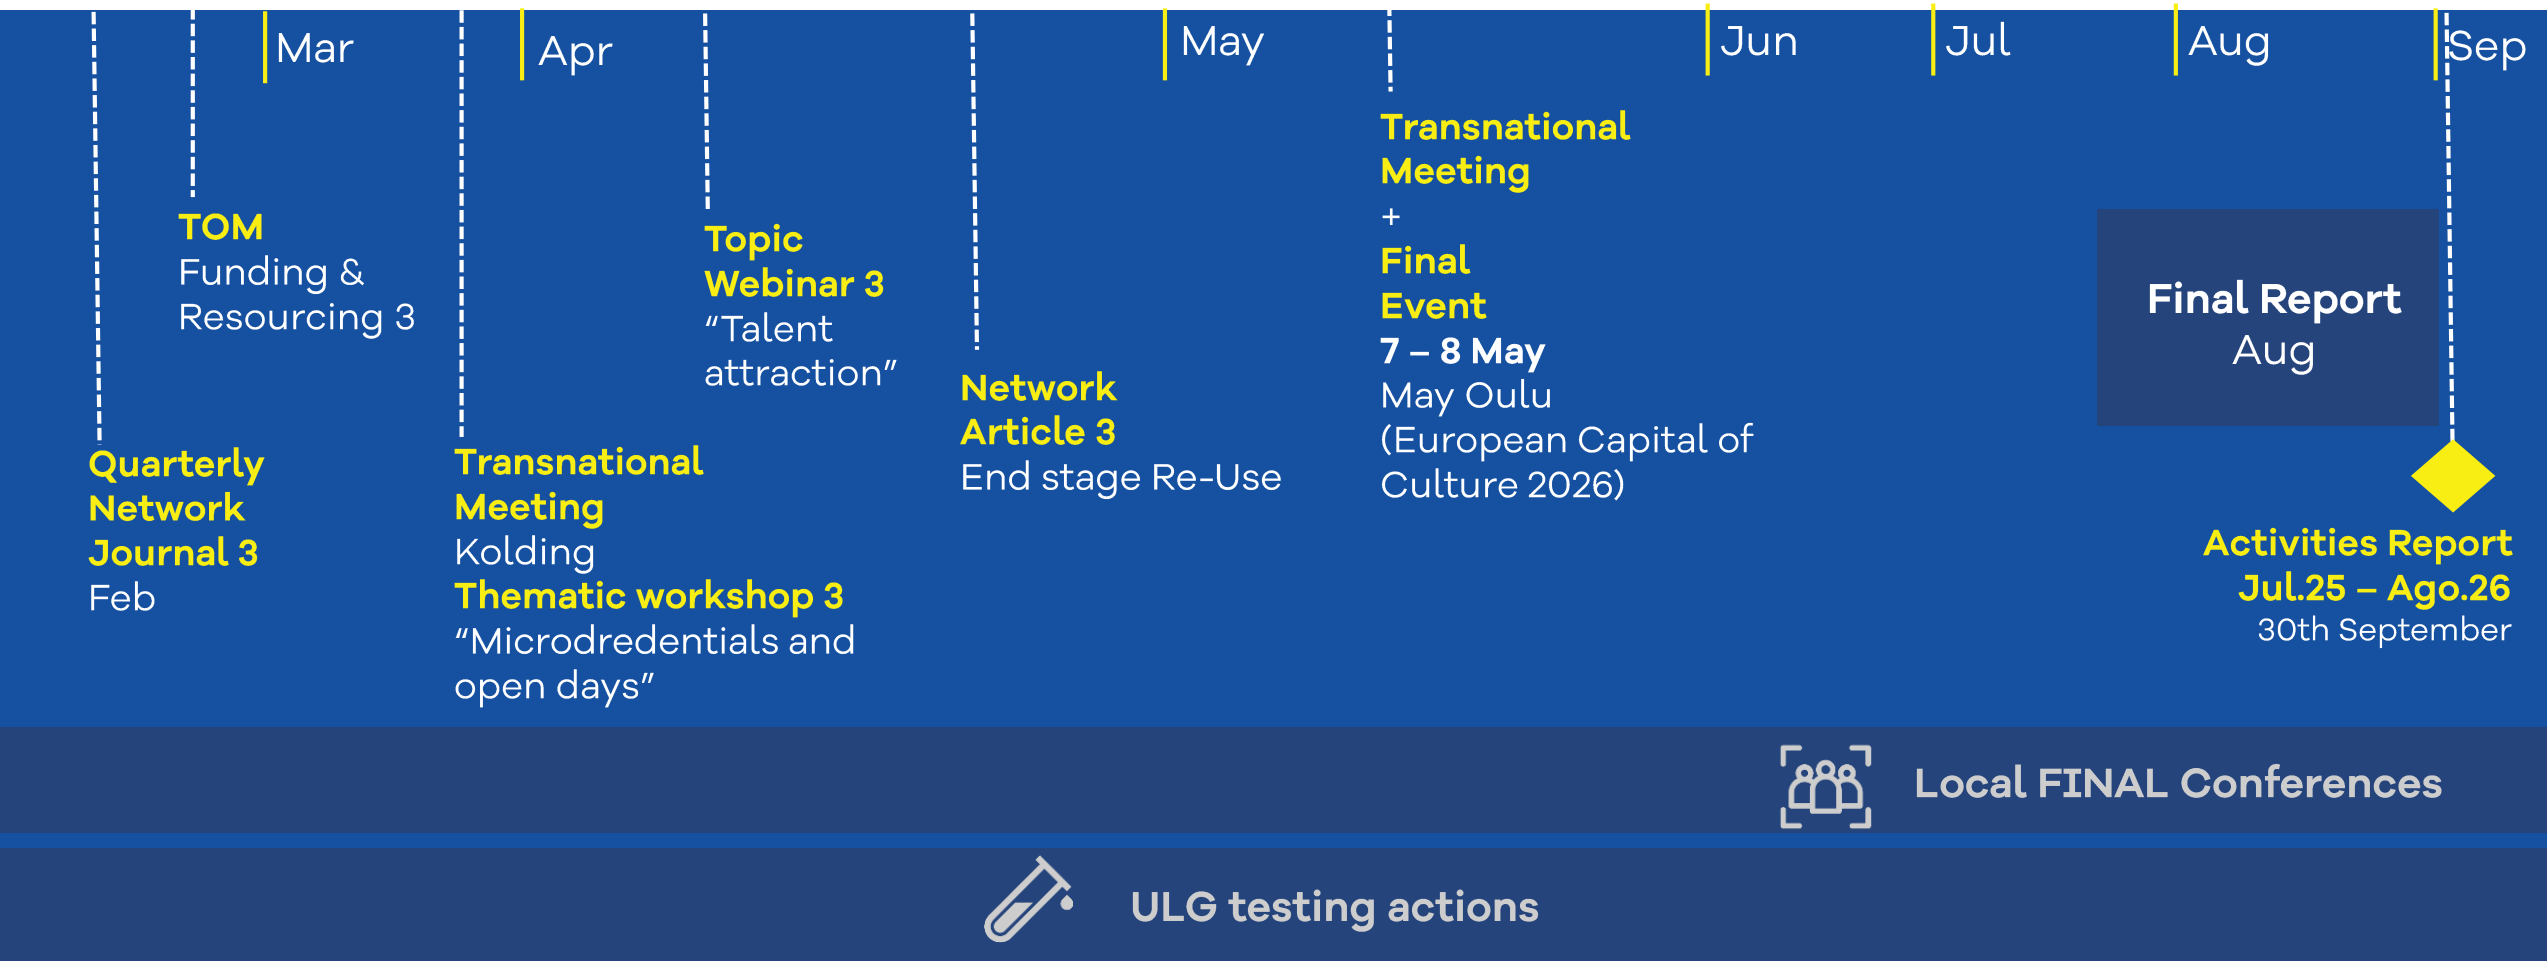 Mar
Apr
May
Jun
Jul
Aug
Sep
TOM
Funding &
Resourcing 3
Quarterly
Network
Journal 3
Feb
Transnational
Meeting
Kolding
Thematic workshop 3
“Microdredentials and
open days”
Topic
Webinar 3
“Talent
attraction”
Network
Article 3
End stage Re-Use
Transnational
Meeting
+
Final
Event
7 – 8 May
May Oulu
(European Capital of
Culture 2026)
Final Report
Aug
Activities Report
Jul.25 – Ago.26
30th September
Local FINAL Conferences
ULG testing actions